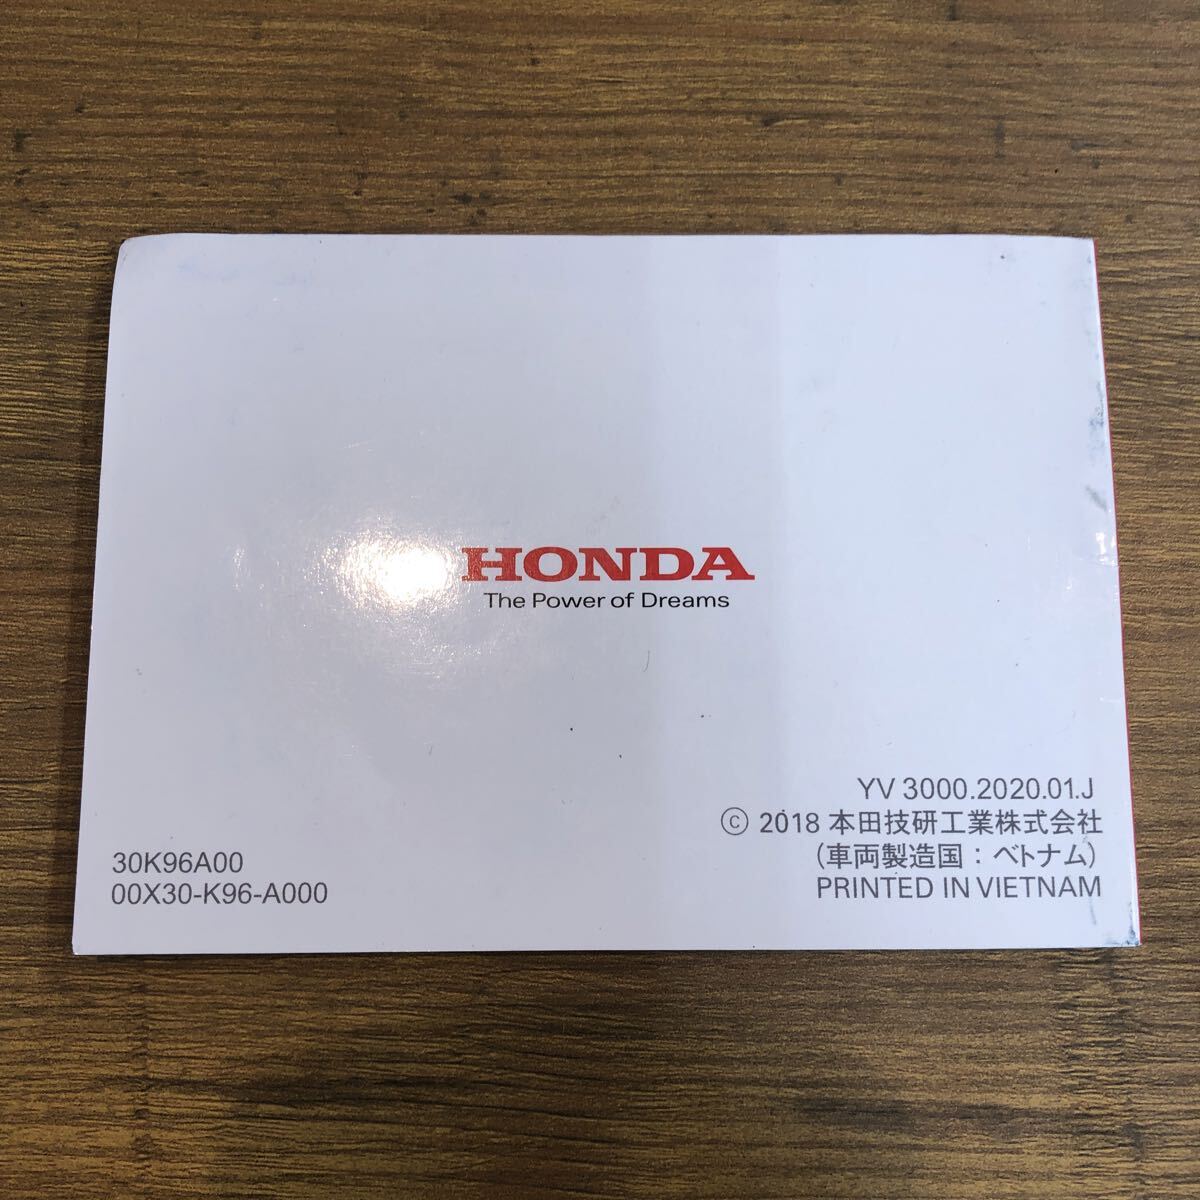 HONDA
The Power of Dreams
YV 3000.2020.01.J
© 2018 本田技研工業株式会社
(車両製造国：ベトナム)
PRINTED IN VIETNAM
30K96A00
00X30-K96-A000